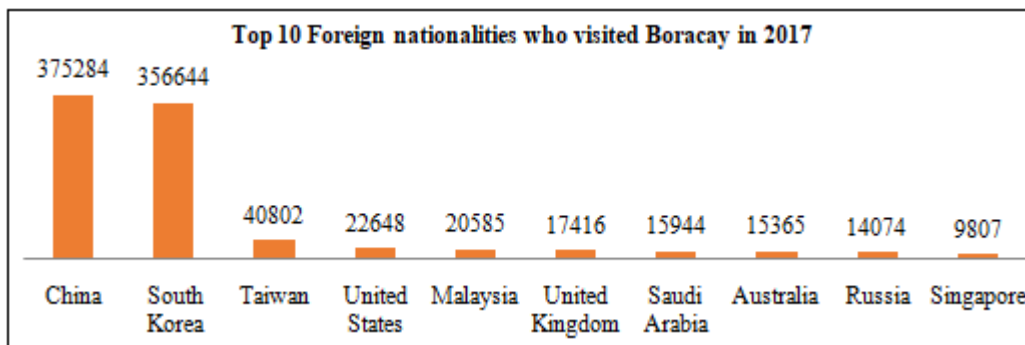 Top 10 Foreign nationalities who visited Boracay in 2017
375284 356644 40802 22648 20585 17416 15944 15365 14074 9807
China South Korea Taiwan United States Malaysia United Kingdom Saudi Arabia Australia Russia Singapore